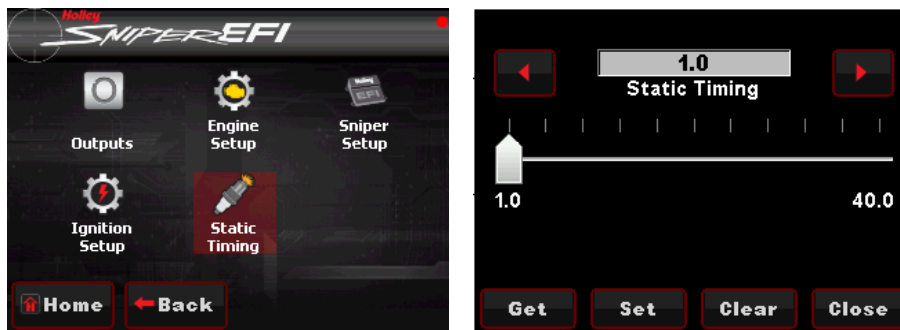 Holley
SNIPER EFI
Outputs
Engine
Setup
Sniper
Setup
Ignition
Setup
Static
Timing
Home
Back
1.0
Static Timing
1.0
40.0
Get
Set
Clear
Close